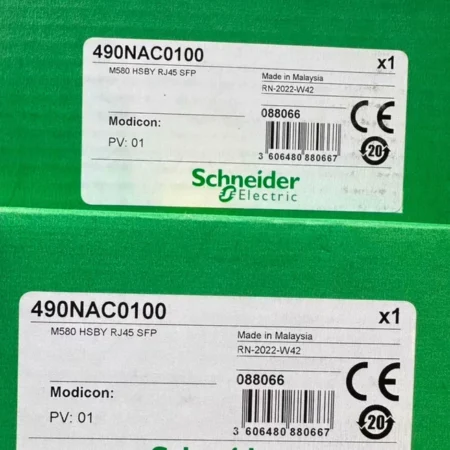 490NAC0100 x1
M580 HSBY RJ45 SFP
Made in Malaysia
RN-2022-W42
088066
Modicon:
PV: 01
3 606480 880667
20
CE
Schneider
Electric
490NAC0100 x1
M580 HSBY RJ45 SFP
Made in Malaysia
RN-2022-W42
088066
Modicon:
PV: 01
3 606480 880667
20
CE
Schneider